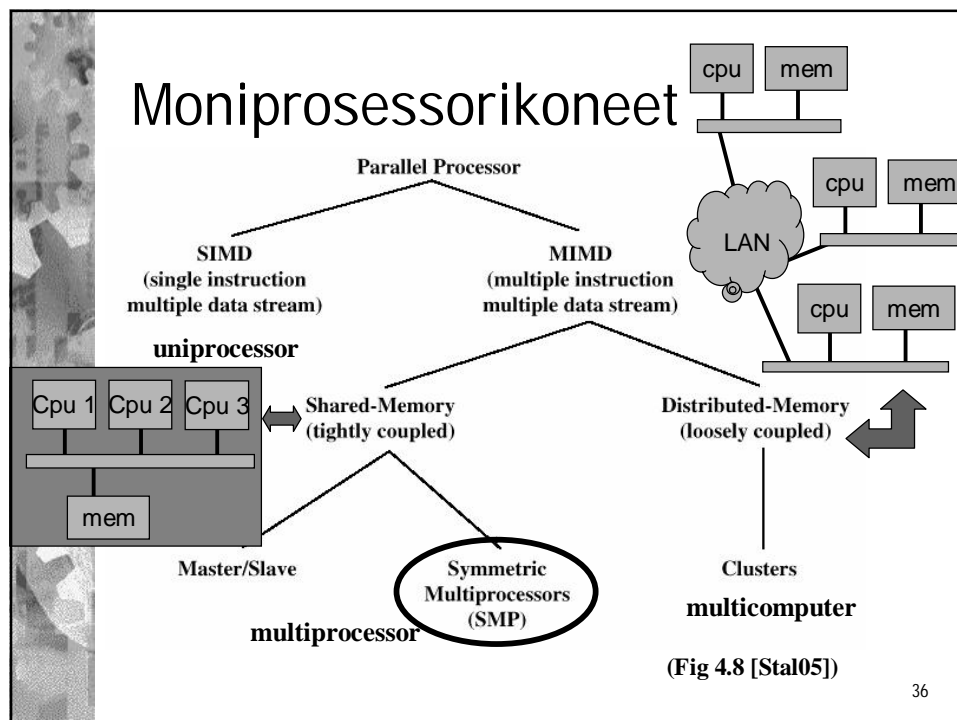 Moniprosessorikoneet
cpu mem
Parallel Processor
cpu mem
LAN
SIMD
(single instruction
multiple data stream)
MIMD
(multiple instruction
multiple data stream)
cpu mem
uniprocessor
Cpu 1 Cpu 2 Cpu 3
mem
Shared-Memory
(tightly coupled)
Distributed-Memory
(loosely coupled)
Master/Slave
Symmetric
Multiprocessors
(SMP)
Clusters
multiprocessor
multicomputer
(Fig 4.8 [Stal05])
36